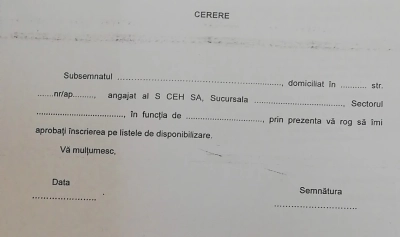 CERERE
Subsemnatul ......................................................, domiciliat în ........... str.
.......nr/ap........., angajat al S CEH SA, Sucursala ..............................., Sectorul
................................, în funcția de ............................, prin prezenta vă rog să îmi
aprobați înscrierea pe listele de disponibilizare.
Vă mulțumesc,
Data
Semnătura
.......................
..............................